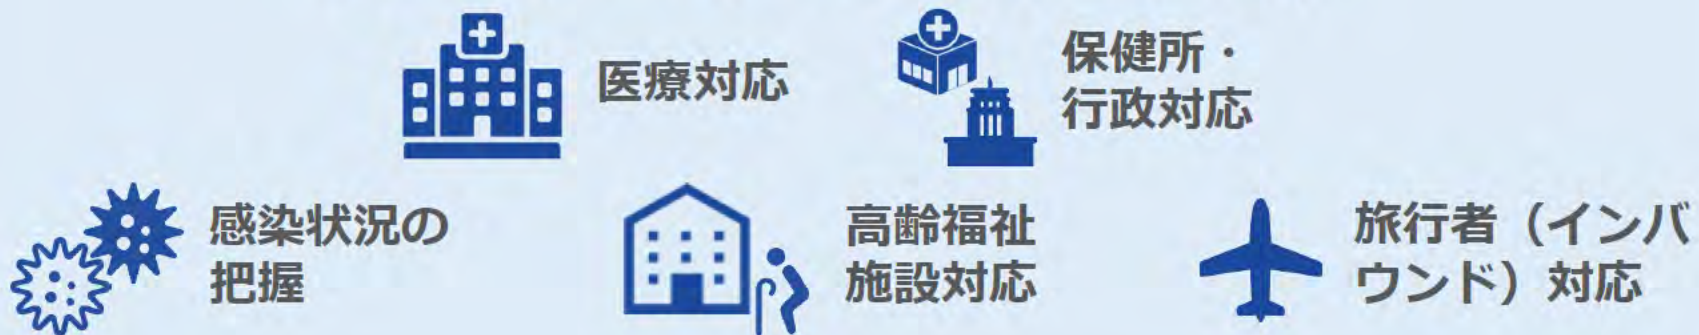 医療対応
保健所・
行政対応
感染状況の
把握
高齢福祉
施設対応
旅行者（インバ
ウンド）対応